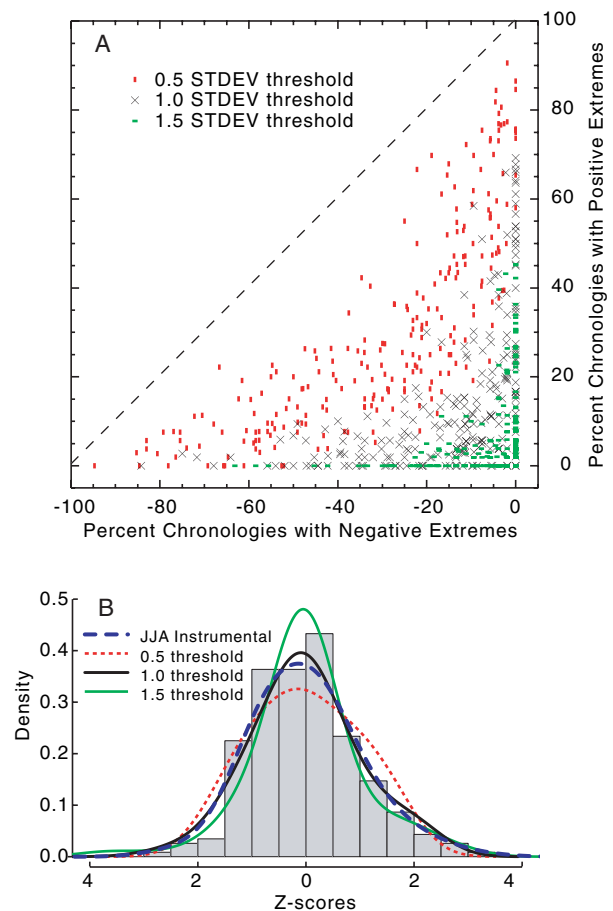 A
0.5 STDEV threshold
1.0 STDEV threshold
1.5 STDEV threshold
100
80
60
40
20
0
Percent Chronologies with Positive Extremes
-100 -80 -60 -40 -20 0
Percent Chronologies with Negative Extremes
B
JJA Instrumental
0.5 threshold
1.0 threshold
1.5 threshold
0.5
0.4
0.3
0.2
0.1
0.0
Density
4 2 0 2 4
Z-scores